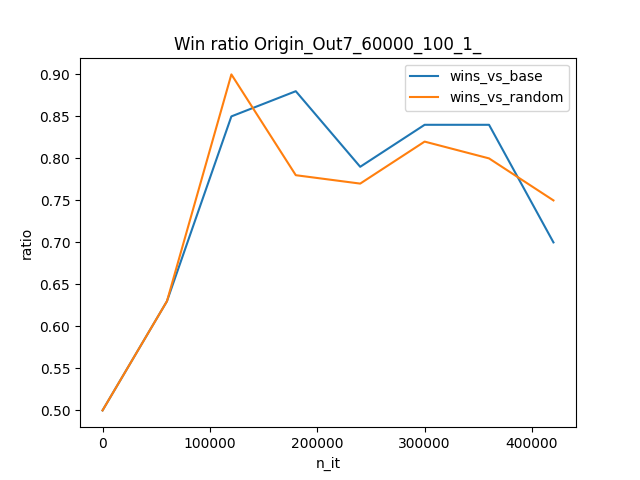 Win ratio Origin_Out7_60000_100_1_
wins_vs_base
wins_vs_random
0.90
0.85
0.80
0.75
0.70
0.65
0.60
0.55
0.50
ratio
0 100000 200000 300000 400000
n_it